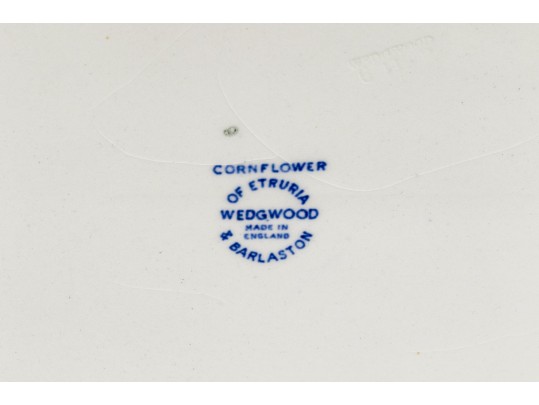 CORNFLOWER
OF ETRURIA
WEDGWOOD
MADE IN
ENGLAND
& BARLASTON